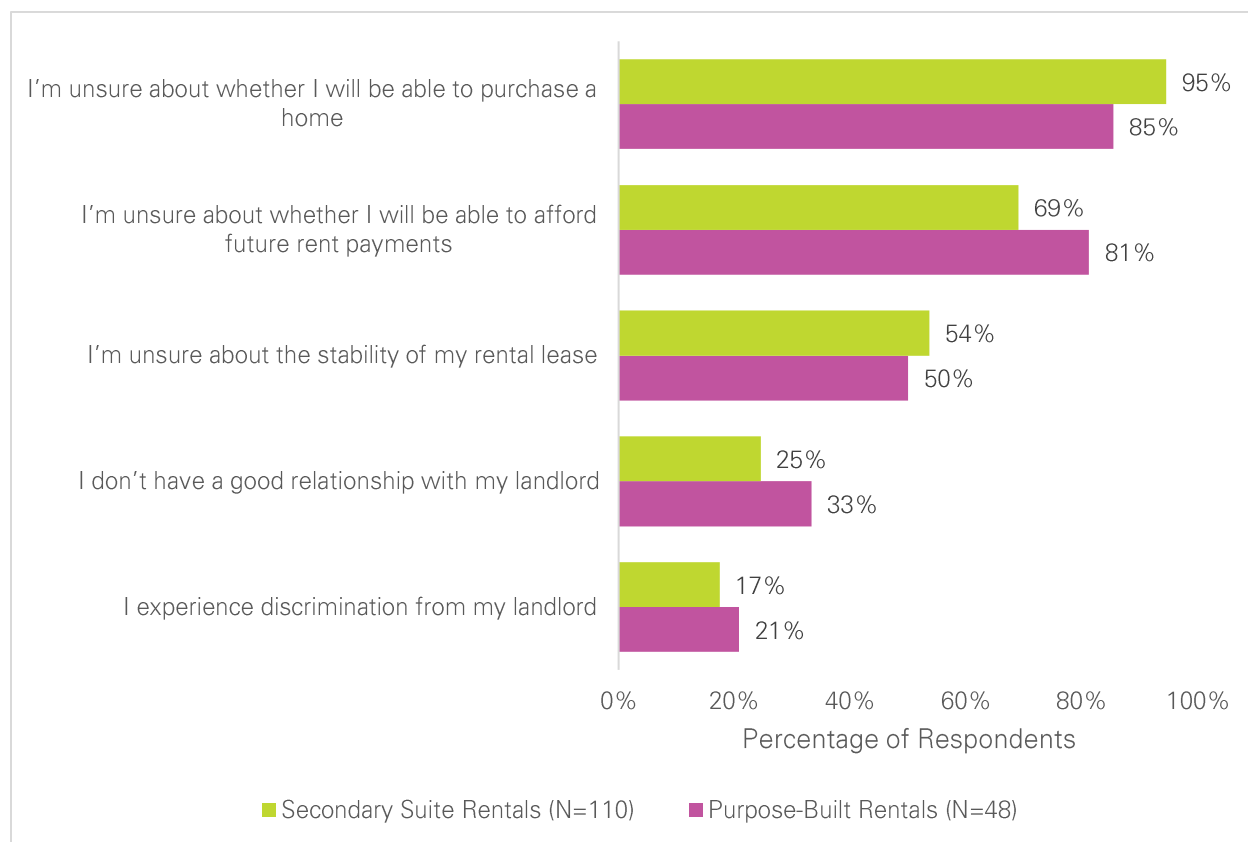 I’m unsure about whether I will be able to purchase a
home
95%
85%
I’m unsure about whether I will be able to afford
future rent payments
69%
81%
I’m unsure about the stability of my rental lease
54%
50%
I don’t have a good relationship with my landlord
25%
33%
I experience discrimination from my landlord
17%
21%
0% 20% 40% 60% 80% 100%
Percentage of Respondents
Secondary Suite Rentals (N=110) Purpose-Built Rentals (N=48)